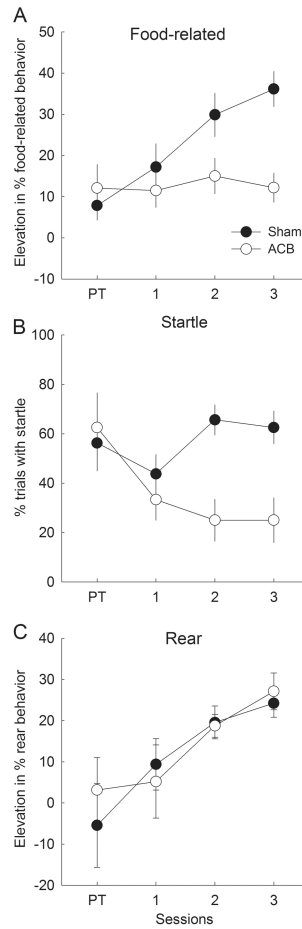 A
Food-related
Elevation in % food-related behavior
50
40
30
20
10
0
-10
Sham
ACB
PT 1 2 3
B
Startle
% trials with startle
100
80
60
40
20
0
PT 1 2 3
C
Rear
Elevation in % rear behavior
40
30
20
10
0
-10
-20
PT 1 2 3
Sessions